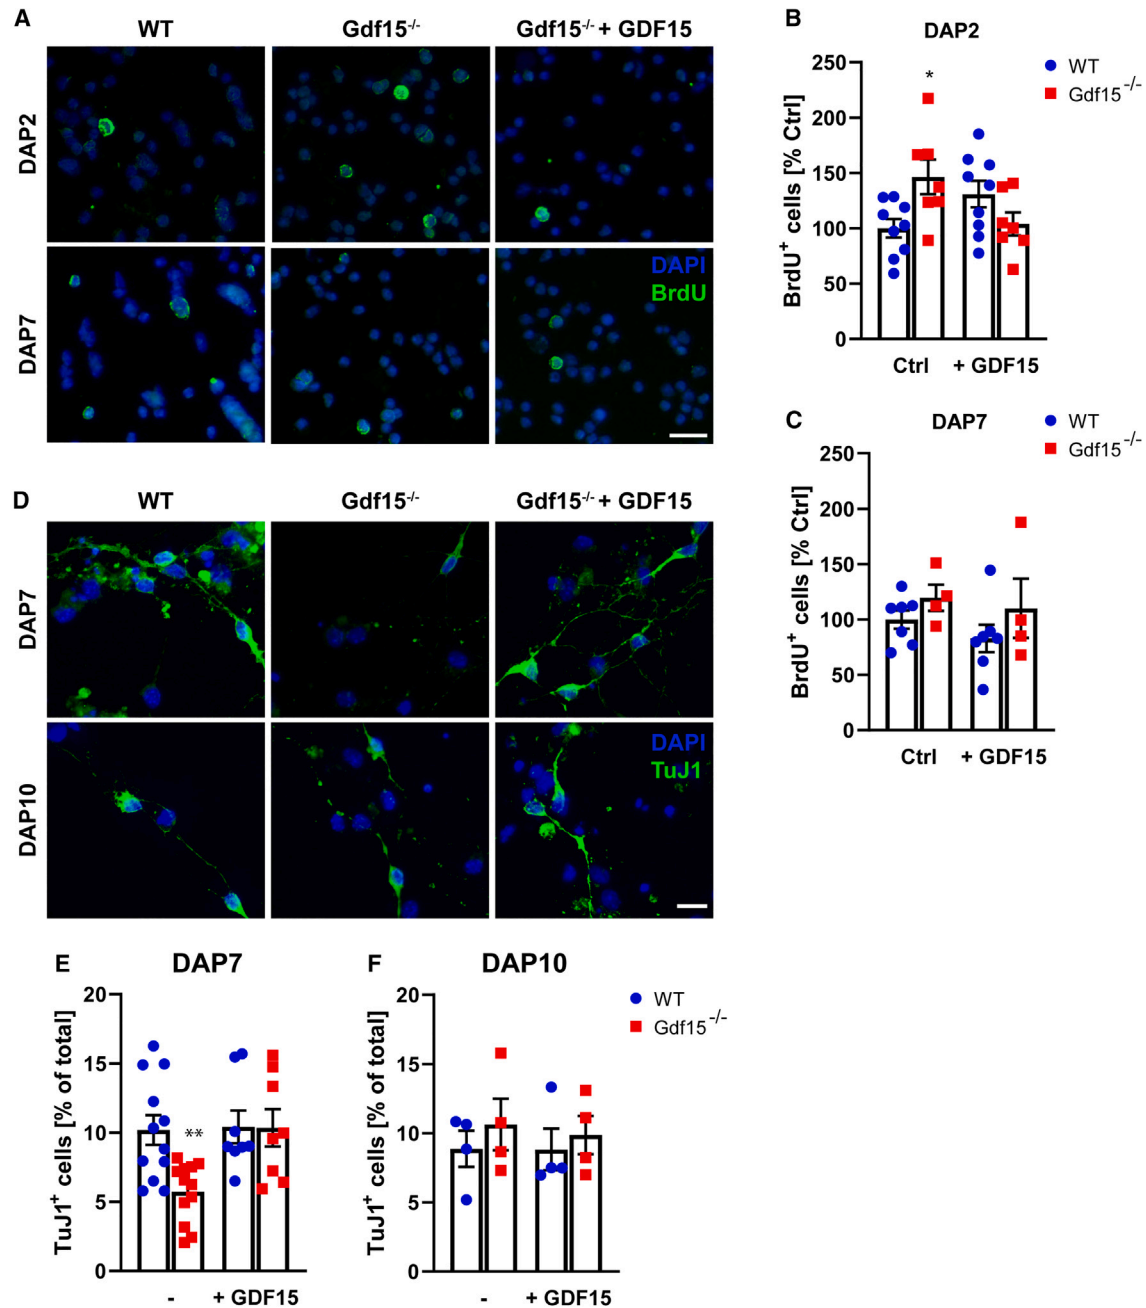 A
WT
Gdf15-/-
Gdf15-/- + GDF15
DAP2
DAP7
DAPI
BrdU
B
DAP2
WT
Gdf15-/-
BrdU+ cells [% Ctrl]
250
200
150
100
50
0
*
Ctrl
+ GDF15
C
DAP7
WT
Gdf15-/-
BrdU+ cells [% Ctrl]
250
200
150
100
50
0
Ctrl
+ GDF15
D
WT
Gdf15-/-
Gdf15-/- + GDF15
DAP7
DAP10
DAPI
TuJ1
E
DAP7
TuJ1+ cells [% of total]
20
15
10
5
0
**
-
+ GDF15
F
DAP10
WT
Gdf15-/-
TuJ1+ cells [% of total]
20
15
10
5
0
-
+ GDF15